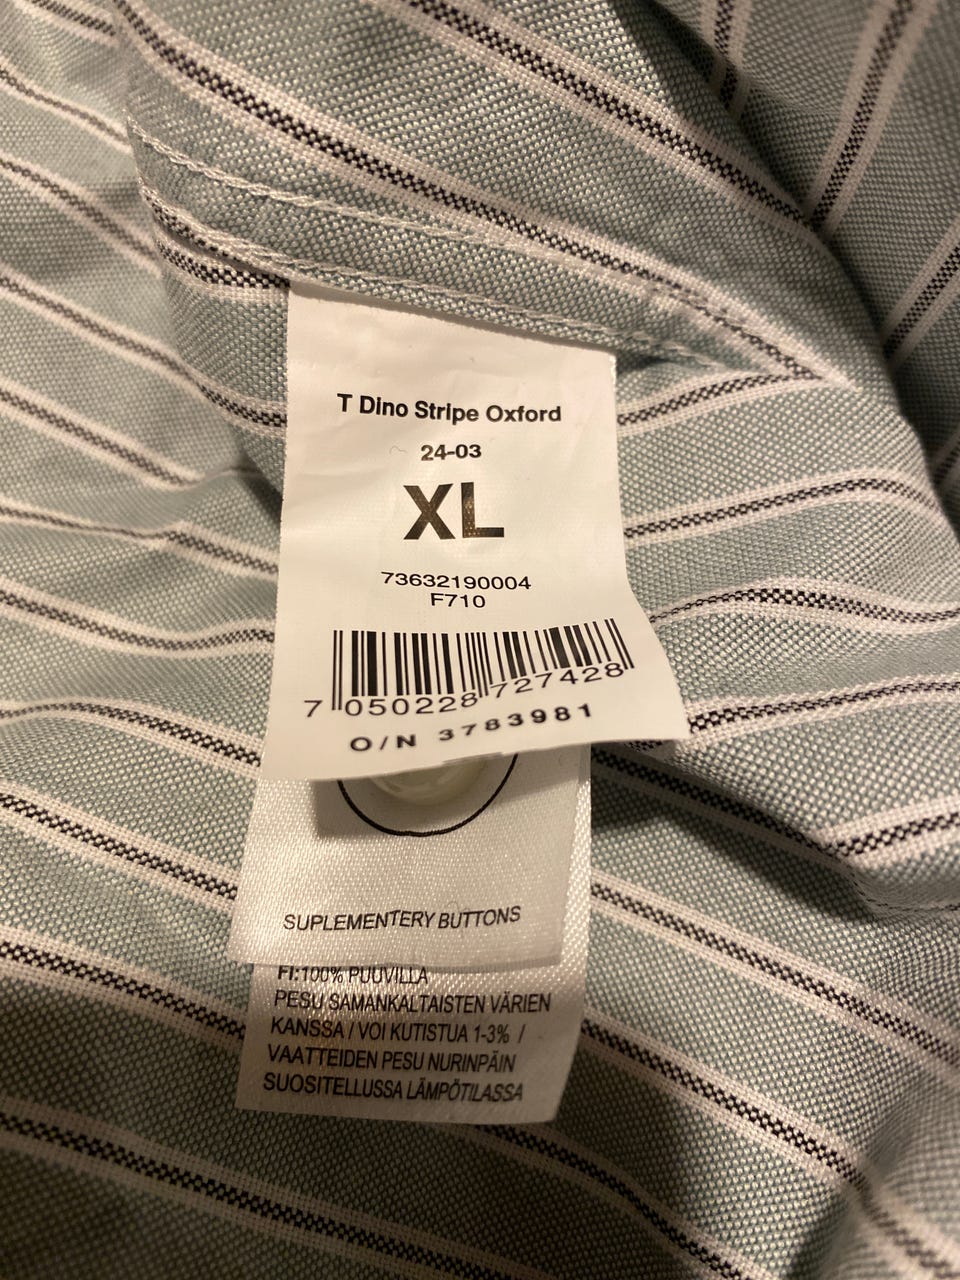 T Dino Stripe Oxford
24-03
XL
73632190004
F710
7 050228 727428
O/N 3783981
SUPLEMENTERY BUTTONS
FI:100% PUUVILLA
PESU SAMANKALTAISTEN VÄRIEN
KANSSA / VOI KUTISTUA 1-3% /
VAATTEIDEN PESU NURINPÄIN
SUOSITELLUSSA LÄMPÖTILASSA